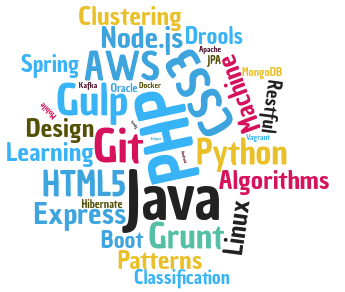 Clustering
Node.js
Drools
Apache
JPA
Spring
AWS
CSS3
Machine
MongoDB
Kafka
Oracle
Docker
Restful
Mobile
Gulp
PHP
Vagrant
Design
Git
Python
Learning
HTML5
Java
Algorithms
Hibernate
Express
Linux
Boot
Grunt
Patterns
Classification